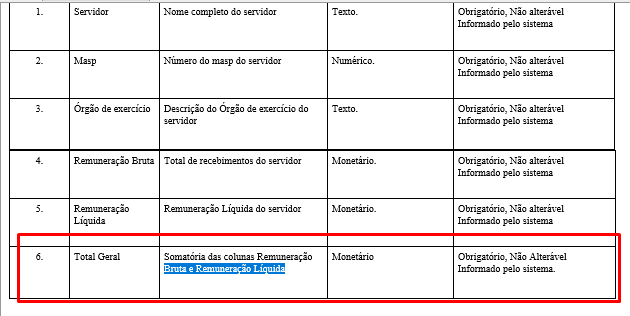 1. Servidor Nome completo do servidor Texto. Obrigatório, Não alterável
Informado pelo sistema
2. Masp Número do masp do servidor Numérico. Obrigatório, Não alterável
Informado pelo sistema
3. Órgão de exercício Descrição do Órgão de exercício do Texto. Obrigatório, Não alterável
servidor Informado pelo sistema
4. Remuneração Bruta Total de recebimentos do servidor Monetário. Obrigatório, Não alterável
Informado pelo sistema
5. Remuneração Remuneração Líquida do servidor Monetário. Obrigatório, Não alterável
Líquida Informado pelo sistema
6. Total Geral Somatória das colunas Remuneração Monetário Obrigatório, Não Alterável
Bruta e Remuneração Líquida Informado pelo sistema.